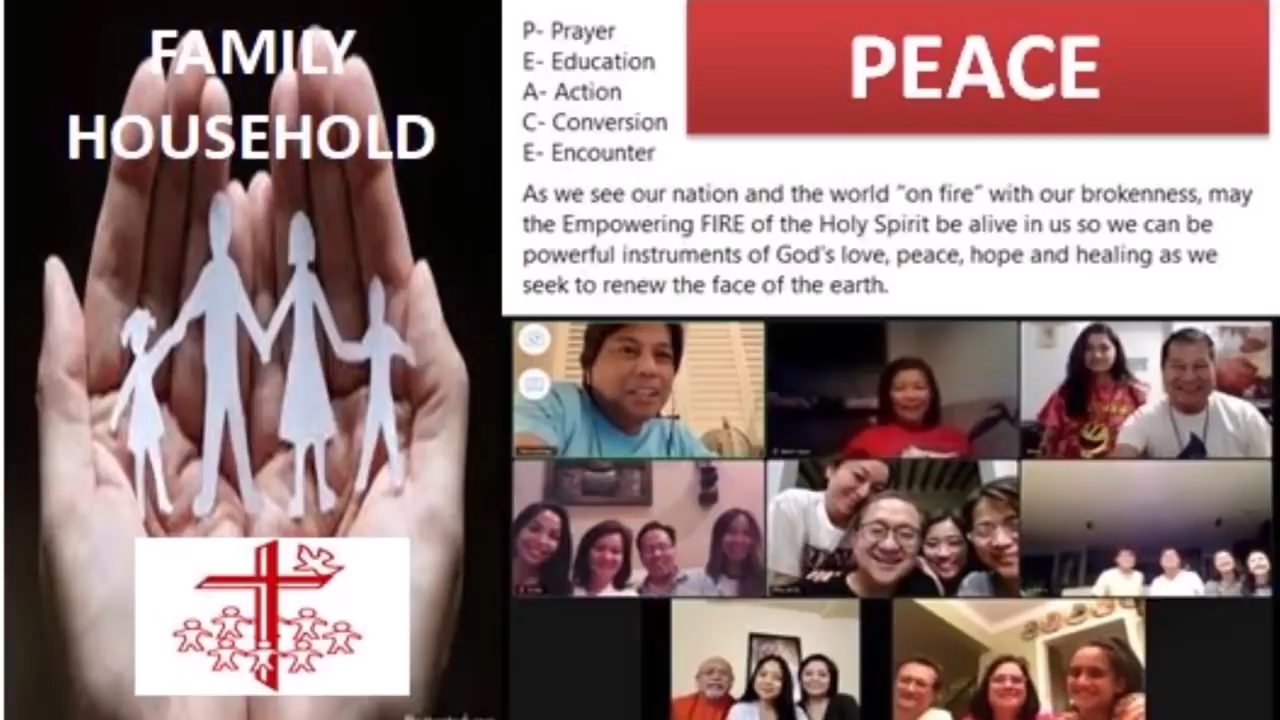 FAMILY
HOUSEHOLD
P- Prayer
E- Education
A- Action
C- Conversion
E- Encounter
PEACE
As we see our nation and the world “on fire” with our brokenness, may
the Empowering FIRE of the Holy Spirit be alive in us so we can be
powerful instruments of God's love, peace, hope and healing as we
seek to renew the face of the earth.